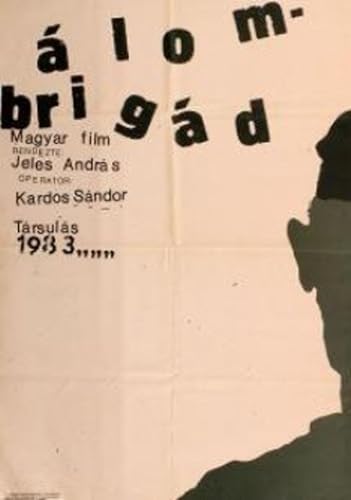 álom-
brigád
Magyar film
RENDEZTE:
Jeles András
OPERATŐR:
Kardos Sándor
Társulás
1983,,,,,